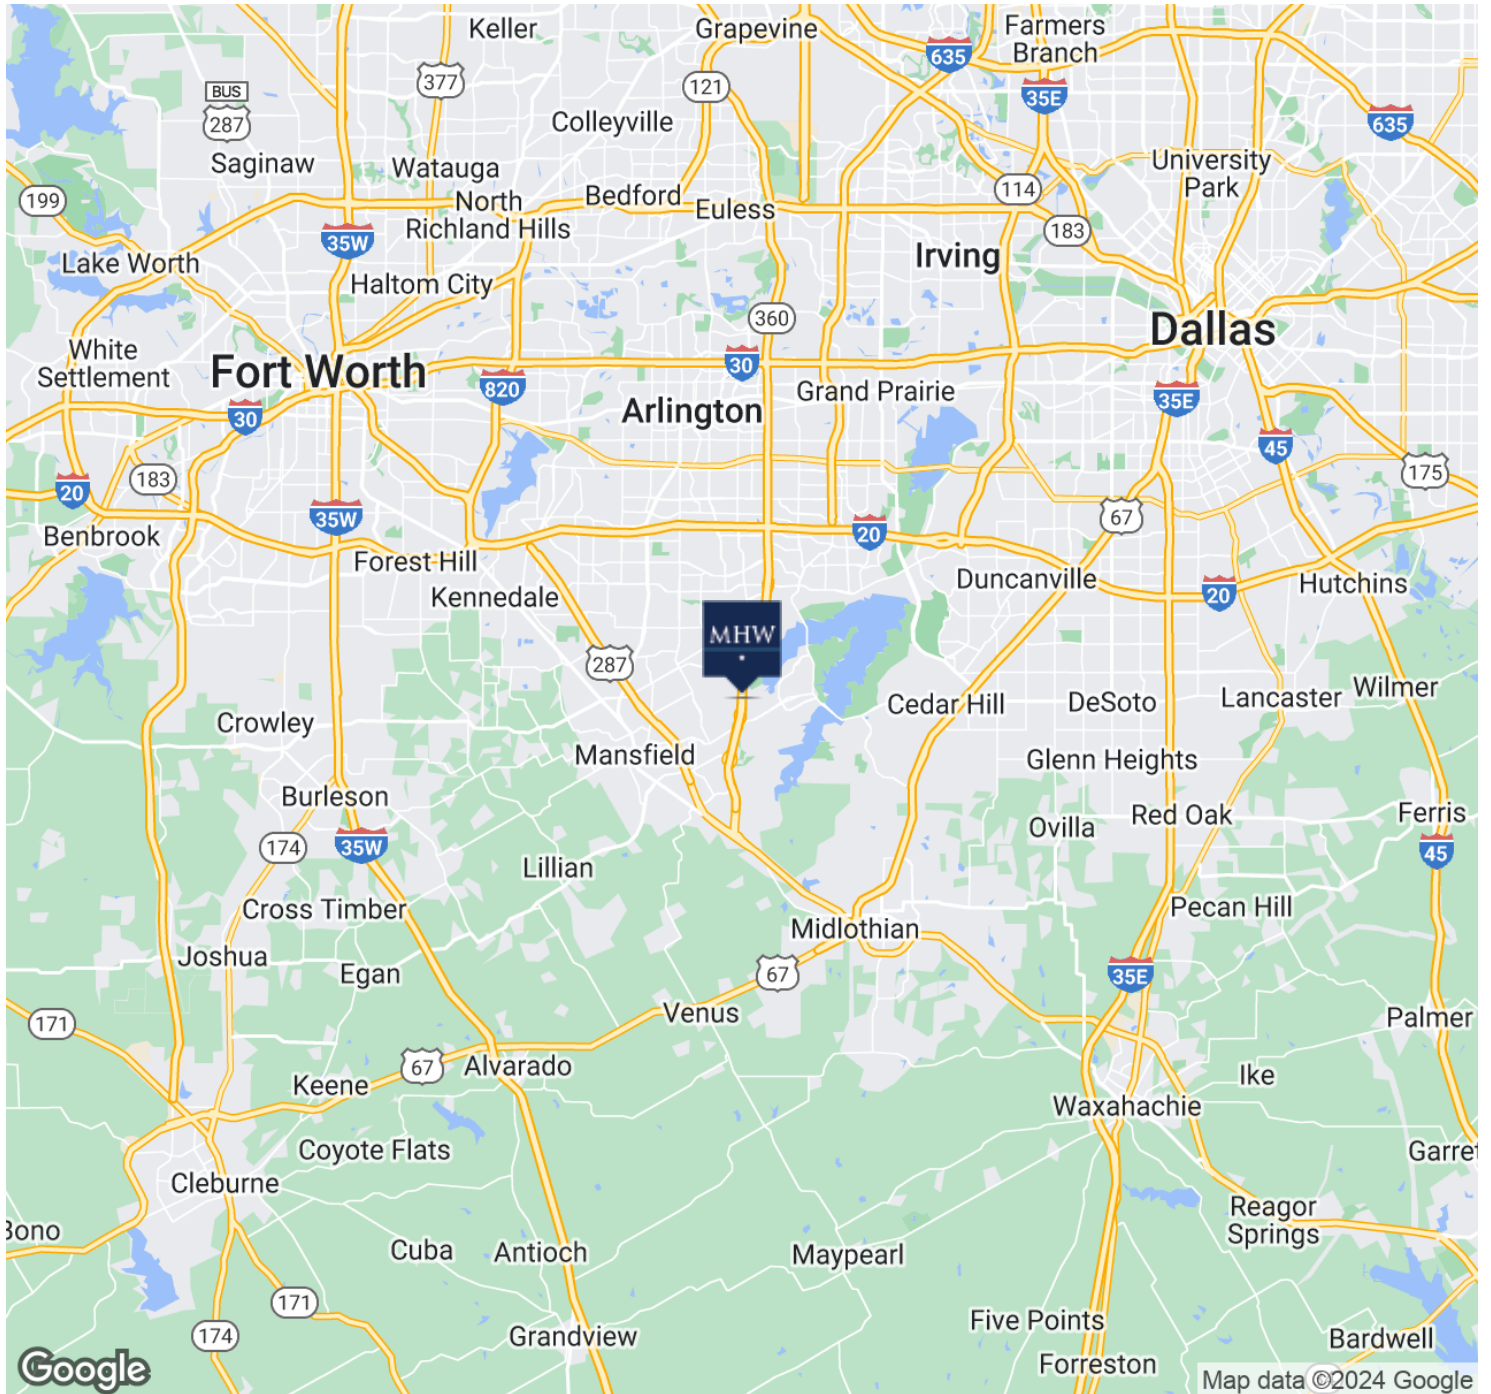 Keller
Grapevine
Farmers
Branch
635
377
121
35E
BUS
287
Colleyville
635
Saginaw
Watauga
University
Park
199
North
Richland Hills
Bedford
Euless
114
183
35W
Irving
Lake Worth
Haltom City
360
Dallas
White
Settlement
Fort Worth
30
820
Grand Prairie
35E
Arlington
30
45
175
20
183
35W
67
20
Benbrook
Forest Hill
Duncanville
Hutchins
Kennedale
20
MHW
287
Cedar Hill
DeSoto
Lancaster
Wilmer
Crowley
Mansfield
Glenn Heights
Burleson
Ovilla
Red Oak
Ferris
174
35W
45
Lillian
Cross Timber
Pecan Hill
Midlothian
Joshua
Egan
67
35E
171
Venus
Palmer
67
Alvarado
Keene
Ike
Waxahachie
Coyote Flats
Garret
Cleburne
Reagor
Springs
Bono
Cuba
Antioch
Maypearl
171
Five Points
174
Grandview
Bardwell
Forreston
Google
Map data ©2024 Google